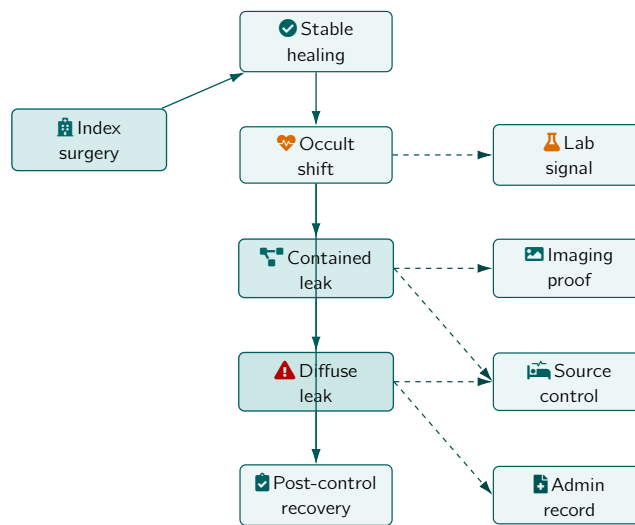 Stable
healing
Index
surgery
Occult
shift
Lab
signal
Contained
leak
Imaging
proof
Diffuse
leak
Source
control
Post-control
recovery
Admin
record